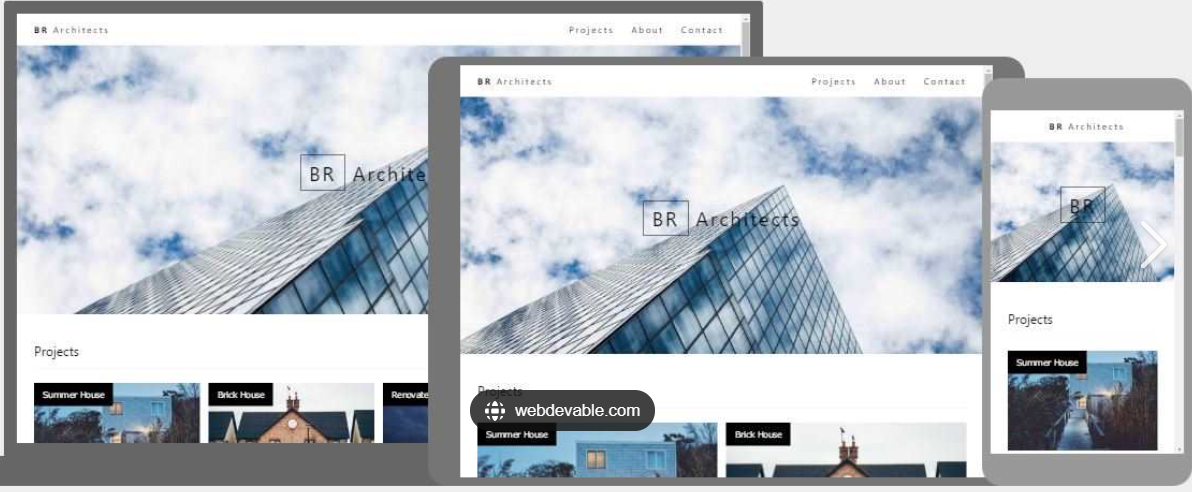 BR Architects
Projects About Contact
BR Archite
Projects
Summer House
Brick House
Renovate
BR Architects
Projects About Contact
BR Architects
Projects
webdevable.com
Summer House
Brick House
BR Architects
BR
Projects
Summer House